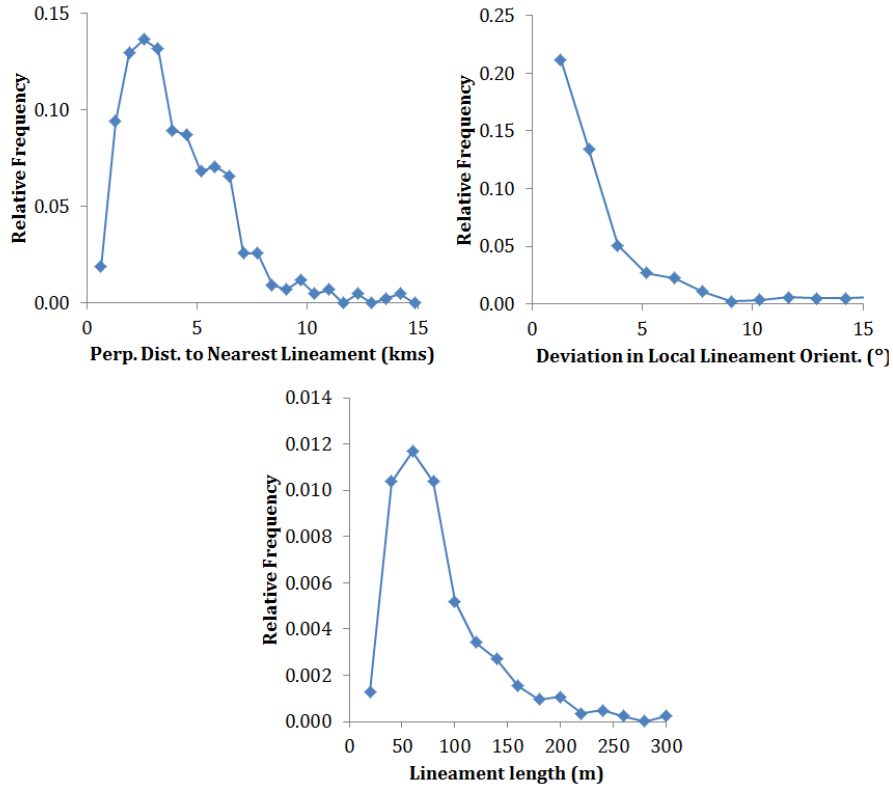 0.15
0.10
0.05
0.00
Relative Frequency
0 5 10 15
Perp. Dist. to Nearest Lineament (kms)
0.25
0.20
0.15
0.10
0.05
0.00
Relative Frequency
0 5 10 15
Deviation in Local Lineament Orient. (°)
0.014
0.012
0.010
0.008
0.006
0.004
0.002
0.000
Relative Frequency
0 50 100 150 200 250 300
Lineament length (m)